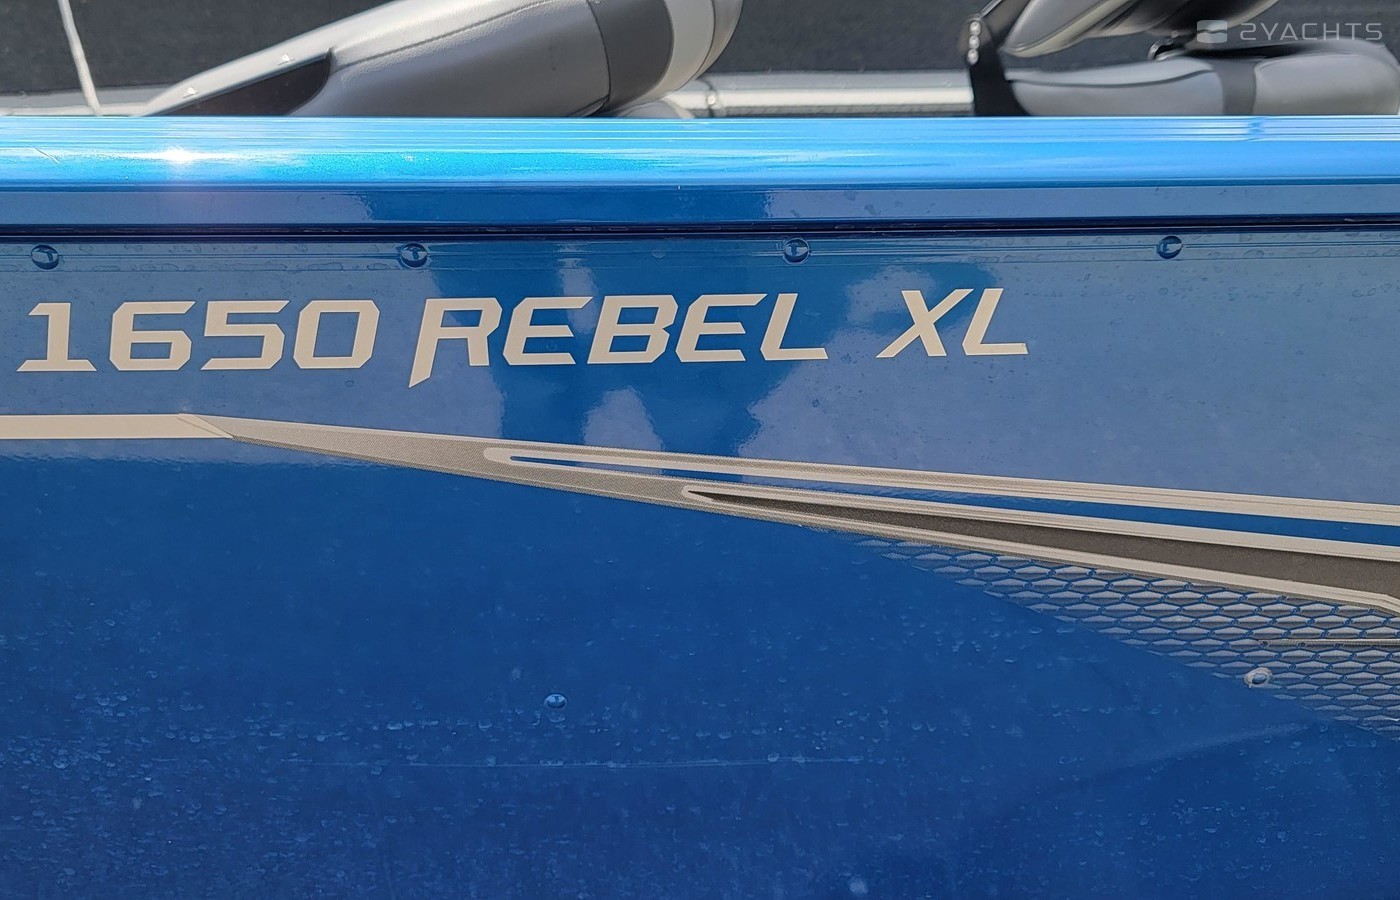 2YACHTS
1650 REBEL XL